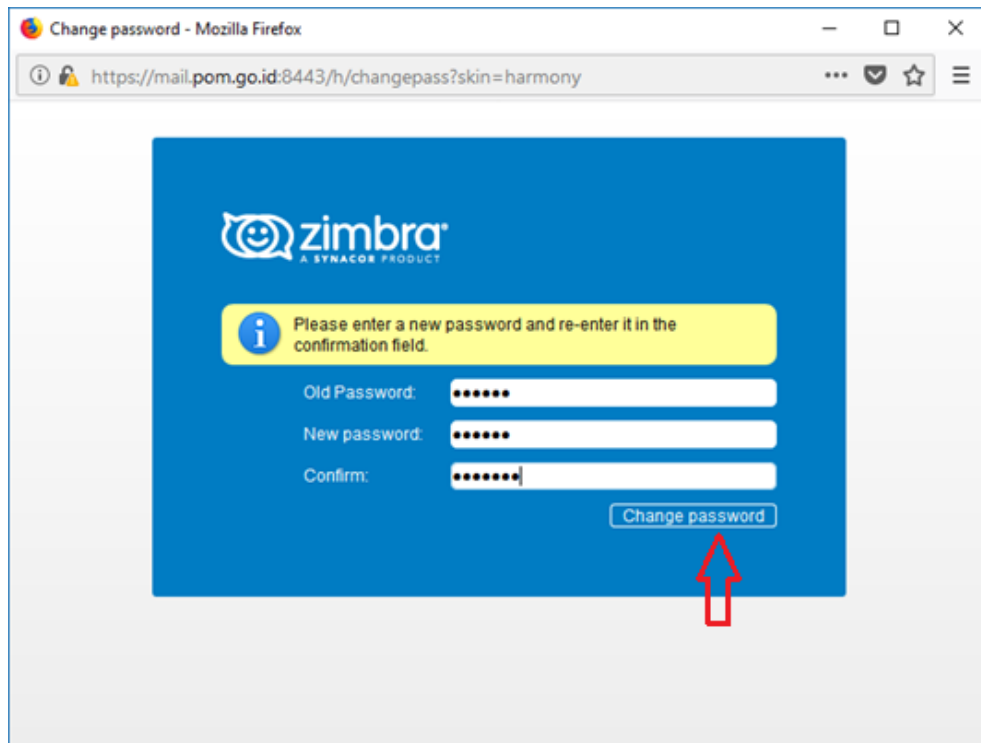 Change password - Mozilla Firefox
https://mail.pom.go.id:8443/h/changepass?skin=harmony
zimbra®
A SYNACOR PRODUCT
Please enter a new password and re-enter it in the
confirmation field.
Old Password: ••••••
New password: ••••••
Confirm: •••••••
Change password